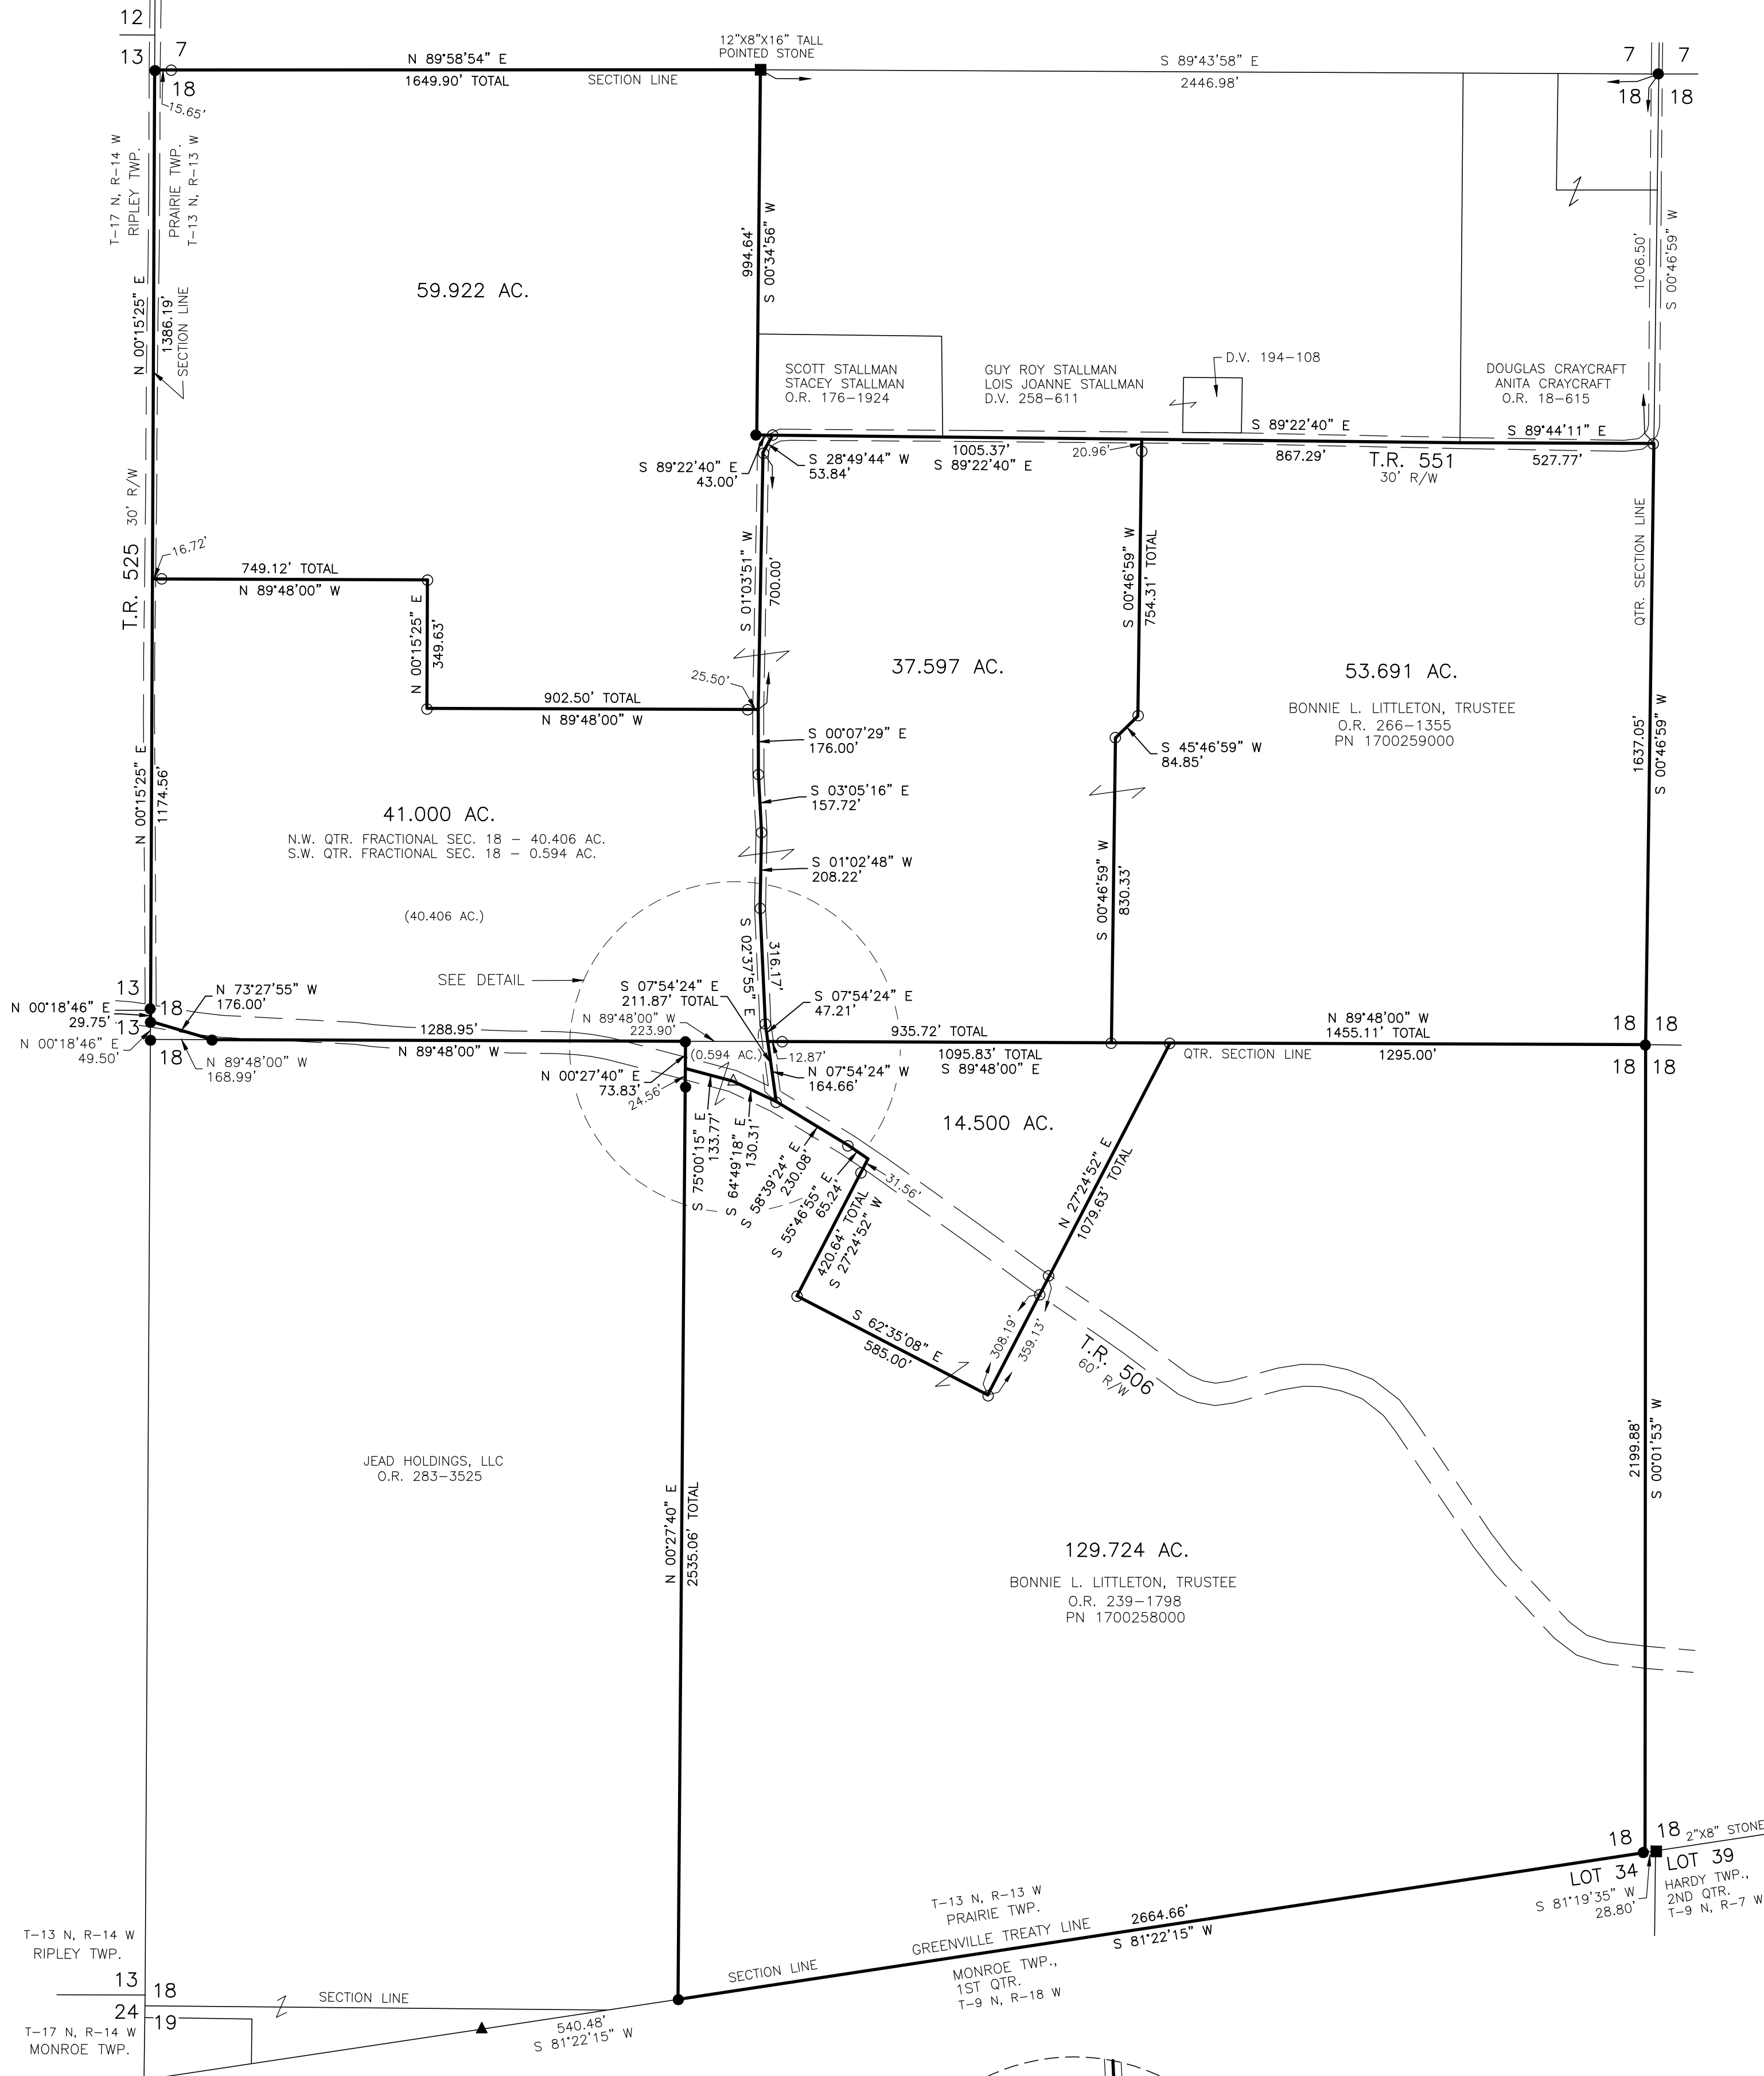 12
13
7
18
15.65'
N 89°58'54" E
1649.90' TOTAL
SECTION LINE
12"X8"X16" TALL
POINTED STONE
S 89°43'58" E
2446.98'
7
7
18
18
T-17 N, R-14 W
RIPLEY TWP.
PRAIRIE TWP.
T-13 N, R-13 W
N 00°15'25" E
1386.19'
SECTION LINE
59.922 AC.
994.64'
S 00°34'56" W
1006.50'
S 00°46'59" W
SCOTT STALLMAN
STACEY STALLMAN
O.R. 176-1924
GUY ROY STALLMAN
LOIS JOANNE STALLMAN
D.V. 258-611
D.V. 194-108
DOUGLAS CRAYCRAFT
ANITA CRAYCRAFT
O.R. 18-615
S 89°22'40" E
S 89°44'11" E
S 89°22'40" E
43.00'
S 28°49'44" W
53.84'
1005.37'
S 89°22'40" E
20.96'
867.29'
T.R. 551
30' R/W
527.77'
T.R. 525
30' R/W
16.72'
749.12' TOTAL
N 89°48'00" W
N 00°15'25" E
349.63'
S 01°03'51" W
700.00'
S 00°46'59" W
754.31' TOTAL
QTR. SECTION LINE
37.597 AC.
53.691 AC.
BONNIE L. LITTLETON, TRUSTEE
O.R. 266-1355
PN 1700259000
25.50'
902.50' TOTAL
N 89°48'00" W
S 00°07'29" E
176.00'
S 45°46'59" W
84.85'
1637.05'
S 00°46'59" W
N 00°15'25" E
1174.56'
S 03°05'16" E
157.72'
41.000 AC.
N.W. QTR. FRACTIONAL SEC. 18 - 40.406 AC.
S.W. QTR. FRACTIONAL SEC. 18 - 0.594 AC.
S 01°02'48" W
208.22'
S 00°46'59" W
830.33'
(40.406 AC.)
SEE DETAIL
S 02°37'55" E
316.17'
13
18
N 73°27'55" W
176.00'
N 00°18'46" E
29.75'
13
18
N 00°18'46" E
49.50'
N 89°48'00" W
168.99'
1288.95'
N 89°48'00" W
S 07°54'24" E
211.87' TOTAL
N 89°48'00" W
223.90'
S 07°54'24" E
47.21'
935.72' TOTAL
1095.83' TOTAL
S 89°48'00" E
N 89°48'00" W
1455.11' TOTAL
QTR. SECTION LINE
1295.00'
18
18
18
18
(0.594 AC.)
12.87'
N 00°27'40" E
73.83'
24.56'
N 07°54'24" W
164.66'
S 75°00'15" E
133.77'
S 64°49'18" E
130.31'
S 58°39'24" E
230.08'
S 55°46'55" E
65.24'
31.56'
14.500 AC.
420.64' TOTAL
S 27°24'52" W
N 27°24'52" E
1079.63' TOTAL
S 62°35'08" E
585.00'
308.19'
359.13'
T.R. 506
60' R/W
JEAD HOLDINGS, LLC
O.R. 283-3525
N 00°27'40" E
2535.06' TOTAL
2199.88'
S 00°01'53" W
129.724 AC.
BONNIE L. LITTLETON, TRUSTEE
O.R. 239-1798
PN 1700258000
18
18
2"X8" STONE
LOT 34
LOT 39
S 81°19'35" W
28.80'
HARDY TWP.,
2ND QTR.
T-9 N, R-7 W
T-13 N, R-13 W
PRAIRIE TWP.
GREENVILLE TREATY LINE
2664.66'
S 81°22'15" W
SECTION LINE
MONROE TWP.,
1ST QTR.
T-9 N, R-18 W
T-13 N, R-14 W
RIPLEY TWP.
13
18
24
19
T-17 N, R-14 W
MONROE TWP.
SECTION LINE
540.48'
S 81°22'15" W